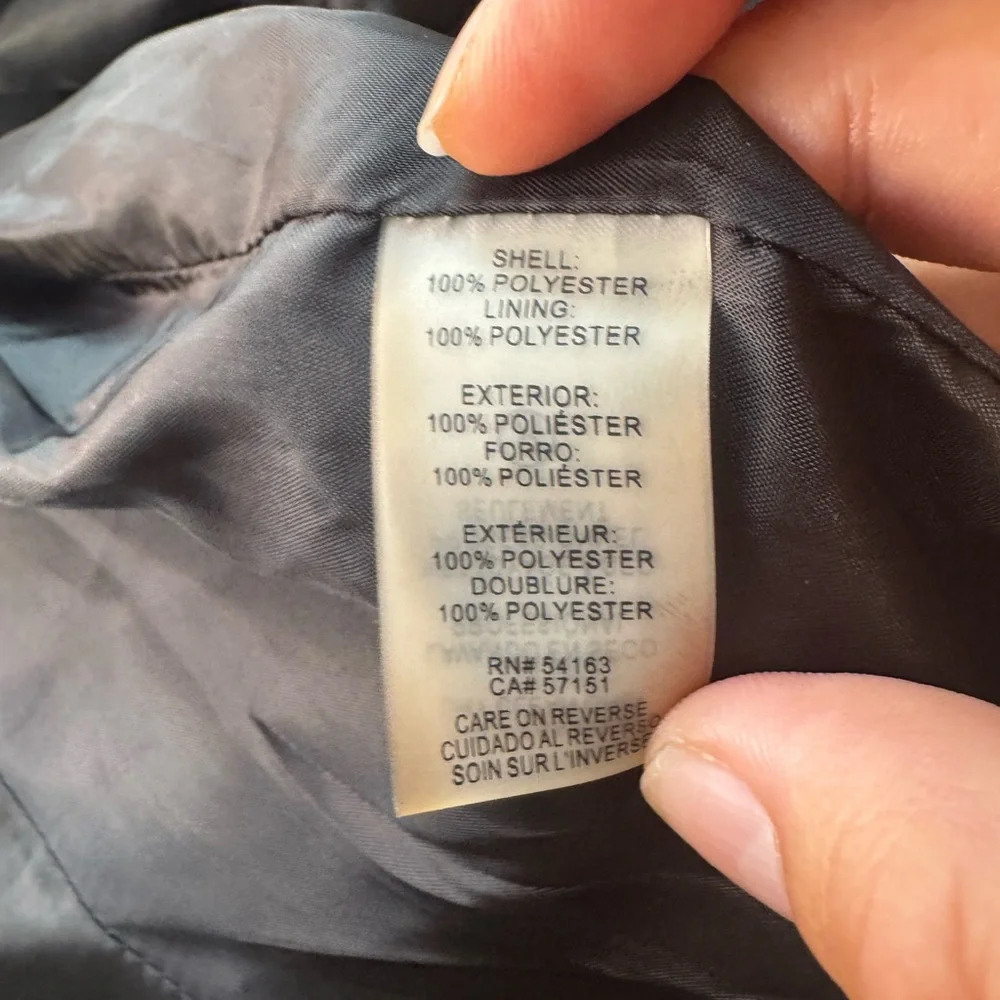 SHELL:
100% POLYESTER
LINING:
100% POLYESTER
EXTERIOR:
100% POLIÉSTER
FORRO:
100% POLIÉSTER
EXTÉRIEUR:
100% POLYESTER
DOUBLURE:
100% POLYESTER
RN# 54163
CA# 57151
CARE ON REVERSE
CUIDADO AL REVERSO
SOIN SUR L'INVERSE